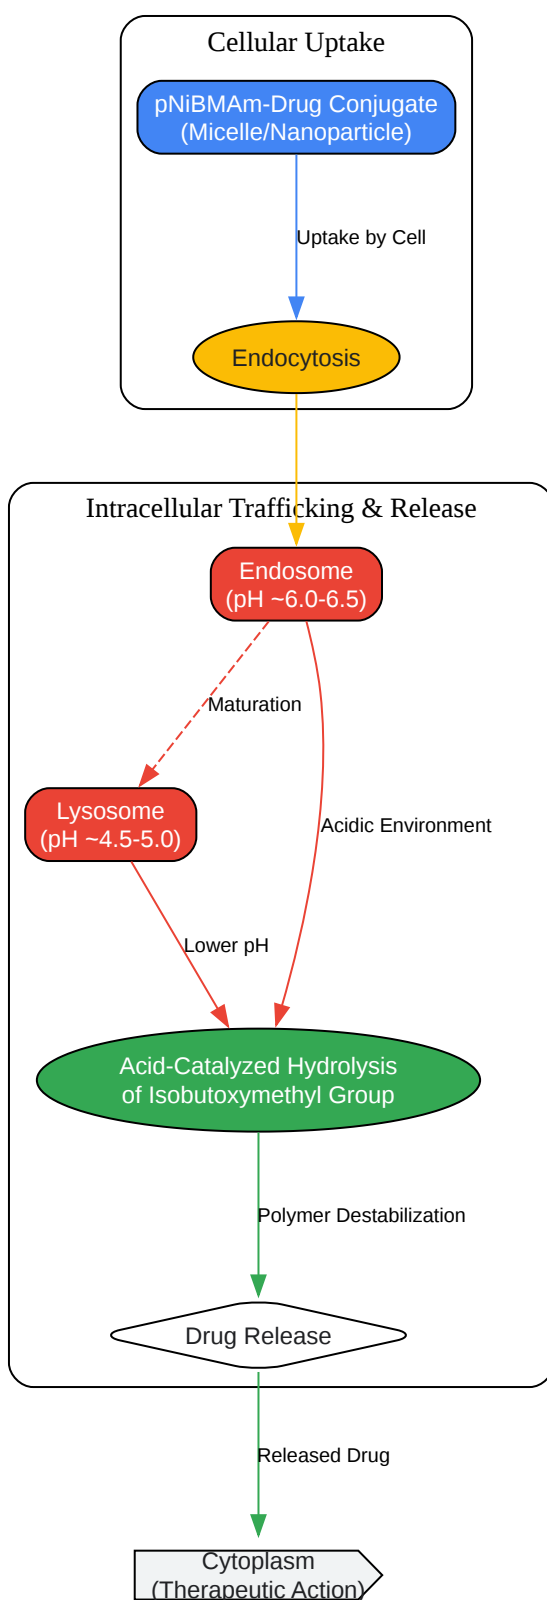 Cellular Uptake
pNiBMAm-Drug Conjugate
(Micelle/Nanoparticle)
Uptake by Cell
Endocytosis
Intracellular Trafficking & Release
Endosome
(pH ~6.0-6.5)
Maturation
Lysosome
(pH ~4.5-5.0)
Acidic Environment
Lower pH
Acid-Catalyzed Hydrolysis
of Isobutoxymethyl Group
Polymer Destabilization
Drug Release
Released Drug
Cytoplasm
(Therapeutic Action)